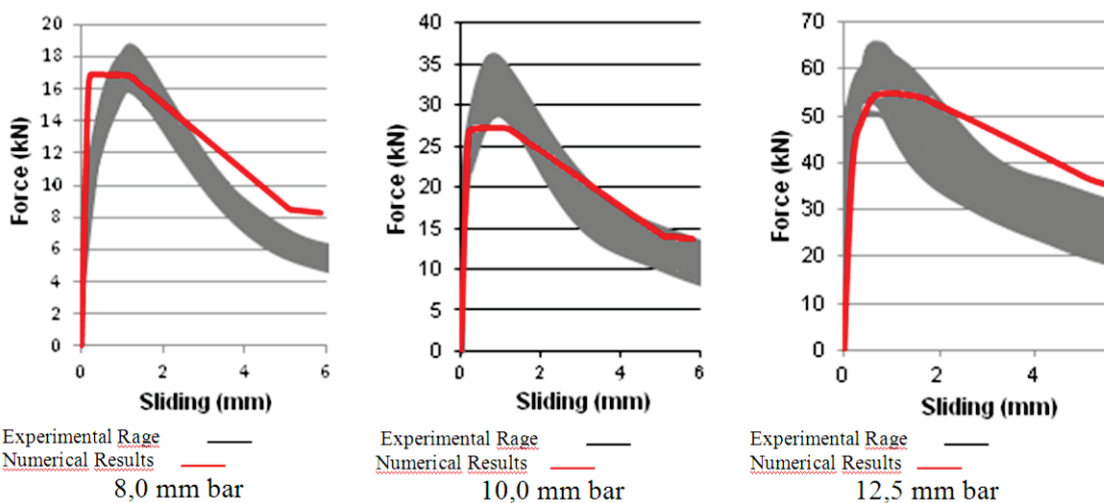 20
18
16
14
12
10
8
6
4
2
0
Force (kN)
0 2 4 6
Sliding (mm)
Experimental Rage
Numerical Results
8,0 mm bar
40
35
30
25
20
15
10
5
0
Force (kN)
0 2 4 6
Sliding (mm)
Experimental Rage
Numerical Results
10,0 mm bar
70
60
50
40
30
20
10
0
Force (kN)
0 2 4
Sliding (mm)
Experimental Rage
Numerical Results
12,5 mm bar